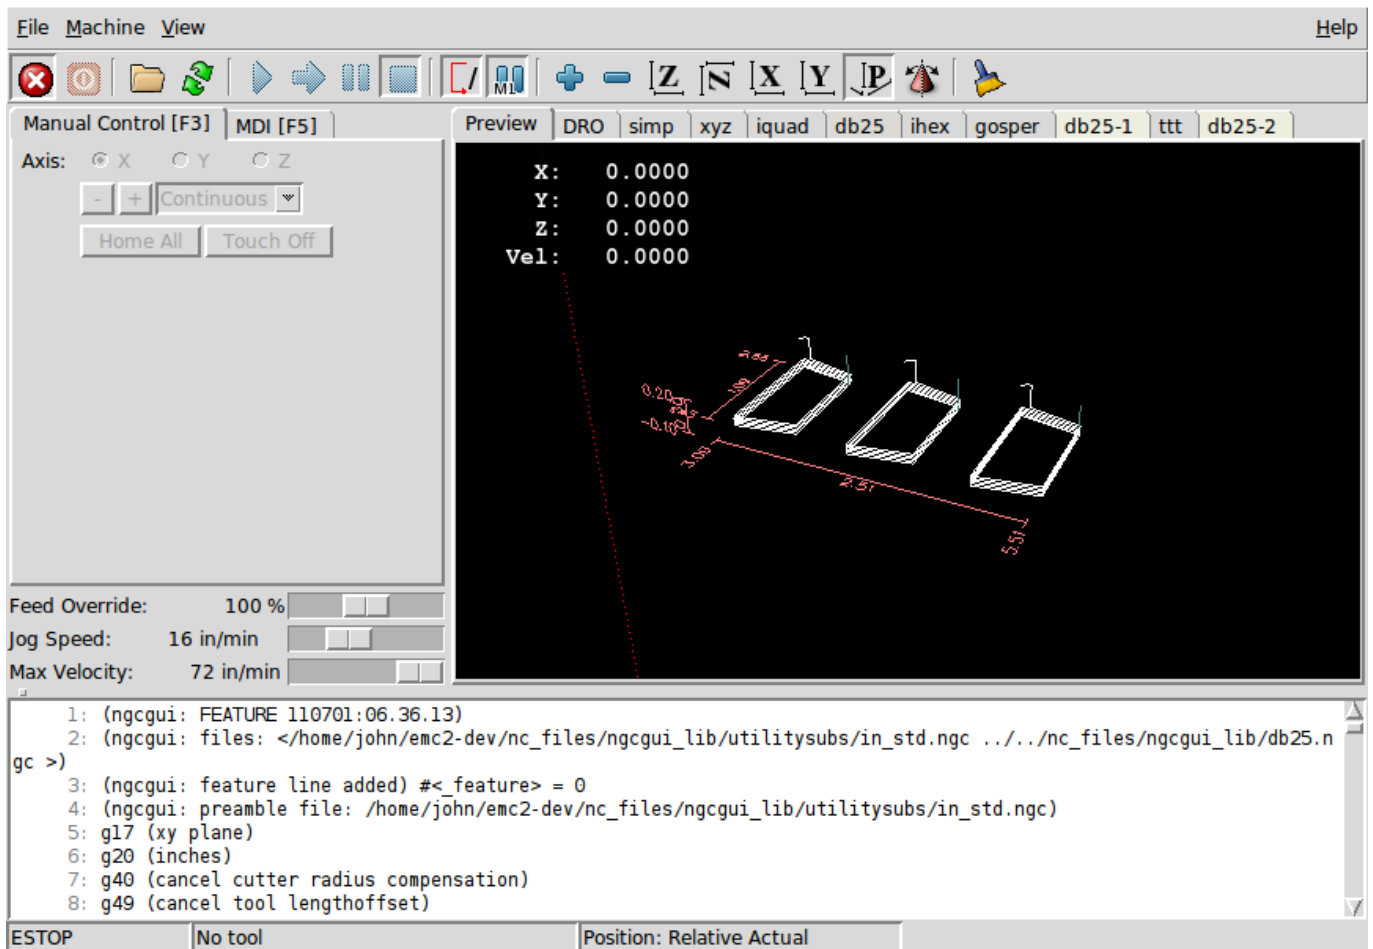 File Machine View Help
M1 Z N X Y P
Manual Control [F3] MDI [F5]
Preview DRO simp xyz iquad db25 ihex gosper db25-1 ttt db25-2
Axis: X Y Z
- + Continuous
Home All Touch Off
X: 0.0000
Y: 0.0000
Z: 0.0000
Vel: 0.0000
0.20
3.00
2.51
5.51
Feed Override: 100 %
Jog Speed: 16 in/min
Max Velocity: 72 in/min
1: (ngcgui: FEATURE 110701:06.36.13)
2: (ngcgui: files: </home/john/emc2-dev/nc_files/ngcgui_lib/utilitysubs/in_std.ngc ../../nc_files/ngcgui_lib/db25.n
gc >)
3: (ngcgui: feature line added) #<_feature> = 0
4: (ngcgui: preamble file: /home/john/emc2-dev/nc_files/ngcgui_lib/utilitysubs/in_std.ngc)
5: g17 (xy plane)
6: g20 (inches)
7: g40 (cancel cutter radius compensation)
8: g49 (cancel tool lengthoffset)
ESTOP No tool Position: Relative Actual